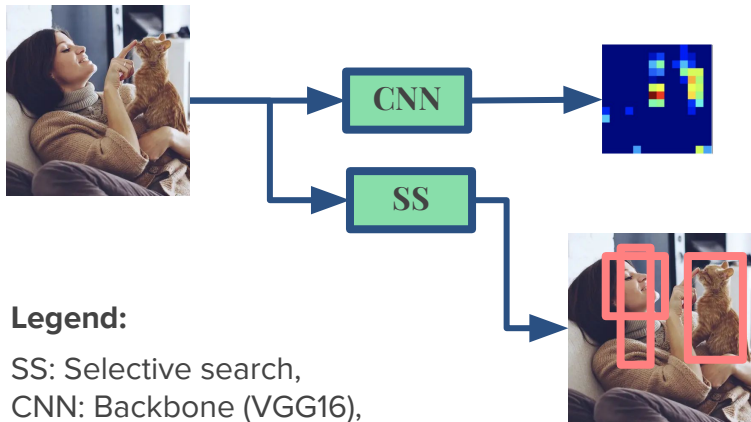 CNN
SS
Legend:
SS: Selective search,
CNN: Backbone (VGG16),